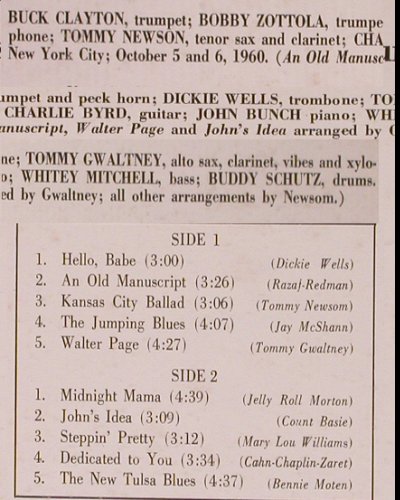 BUCK CLAYTON, trumpet; BOBBY ZOTTOLA, trumpe
phone; TOMMY NEWSON, tenor sax and clarinet; CHA
New York City; October 5 and 6, 1960. (An Old Manusc
umpet and peck horn; DICKIE WELLS, trombone; TO
CHARLIE BYRD, guitar; JOHN BUNCH piano; WHI
anuscript, Walter Page and John's Idea arranged by G
ne; TOMMY GWALTNEY, alto sax, clarinet, vibes and xylo-
o; WHITEY MITCHELL, bass; BUDDY SCHUTZ, drums.
ed by Gwaltney; all other arrangements by Newsom.)
SIDE 1
1. Hello, Babe (3:00) (Dickie Wells)
2. An Old Manuscript (3:26) (Razaj-Redman)
3. Kansas City Ballad (3:06) (Tommy Newsom)
4. The Jumping Blues (4:07) (Jay McShann)
5. Walter Page (4:27) (Tommy Gwaltney)
SIDE 2
1. Midnight Mama (4:39) (Jelly Roll Morton)
2. John's Idea (3:09) (Count Basie)
3. Steppin' Pretty (3:12) (Mary Lou Williams)
4. Dedicated to You (3:34) (Cahn-Chaplin-Zaret)
5. The New Tulsa Blues (4:37) (Bennie Moten)